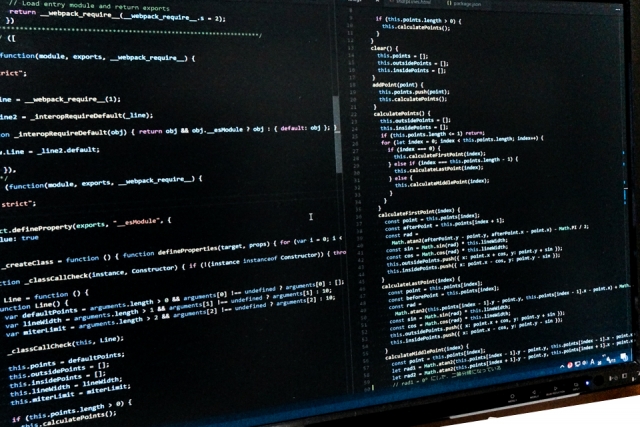 // Load entry module and return exports
return __webpack_require__(__webpack_require__.s = 2);
})
/ ([
function(module, exports, __webpack_require__) {
strict";
ine = __webpack_require__(1);
ine2 = _interopRequireDefault(_line);
on _interopRequireDefault(obj) { return obj && obj.__esModule ? obj : { default: obj }; }
w.Line = _line2.default;
}),
*/
(function(module, exports, __webpack_require__) {
strict";
ct.defineProperty(exports, "__esModule", {
lue: true
_createClass = function () { function defineProperties(target, props) { for (var i = 0; i <
ction _classCallCheck(instance, Constructor) { if (!(instance instanceof Constructor)) { thro
Line = function () {
function Line() {
var defaultPoints = arguments.length > 0 && arguments[0] !== undefined ? arguments[0] : [];
var lineWidth = arguments.length > 1 && arguments[1] !== undefined ? arguments[1] : 10;
var miterLimit = arguments.length > 2 && arguments[2] !== undefined ? arguments[2] : 10;
_classCallCheck(this, Line);
this.points = defaultPoints;
this.outsidePoints = [];
this.insidePoints = [];
this.lineWidth = lineWidth;
this.miterLimit = miterLimit;
if (this.points.length > 0) {
this.calculatePoints();
package.json
if (this.points.length > 0) {
this.calculatePoints();
}
}
clear() {
this.points = [];
this.outsidePoints = [];
this.insidePoints = [];
}
addPoint(point) {
this.points.push(point);
this.calculatePoints();
}
calculatePoints() {
this.outsidePoints = [];
this.insidePoints = [];
if (this.points.length <= 1) return;
for (let index = 0; index < this.points.length; index++) {
if (index === 0) {
this.calculateFirstPoint(index);
} else if (index === this.points.length - 1) {
this.calculateLastPoint(index);
} else {
this.calculateMiddlePoint(index);
}
}
}
calculateFirstPoint(index) {
const point = this.points[index];
const afterPoint = this.points[index + 1];
const rad =
Math.atan2(afterPoint.y - point.y, afterPoint.x - point.x) - Math.PI / 2;
const sin = Math.sin(rad) * this.lineWidth;
const cos = Math.cos(rad) * this.lineWidth;
this.outsidePoints.push({ x: point.x + cos, y: point.y + sin });
this.insidePoints.push({ x: point.x - cos, y: point.y - sin });
}
calculateLastPoint(index) {
const point = this.points[index];
const beforePoint = this.points[index
const rad =
Math.atan2(this.points[index - 1].y - point.y, this.points[index - 1].x - point.x) + Math
const sin = Math.sin(rad) * this.lineWidth;
const cos = Math.cos(rad) * this.lineWidth;
this.outsidePoints.push({ x: point.x + cos, y: point.y + sin });
this.insidePoints.push({ x: point.x - cos, y: point.y - sin });
}
calculateMiddlePoint(index) {
const point = this.points[index];
let rad1 = Math.atan2(this.points[index - 1].y - point.y, this.points[index - 1].x
let rad2 = Math.atan2(this.points[index + 1].y - point.y, this.points[index + 1].x - point